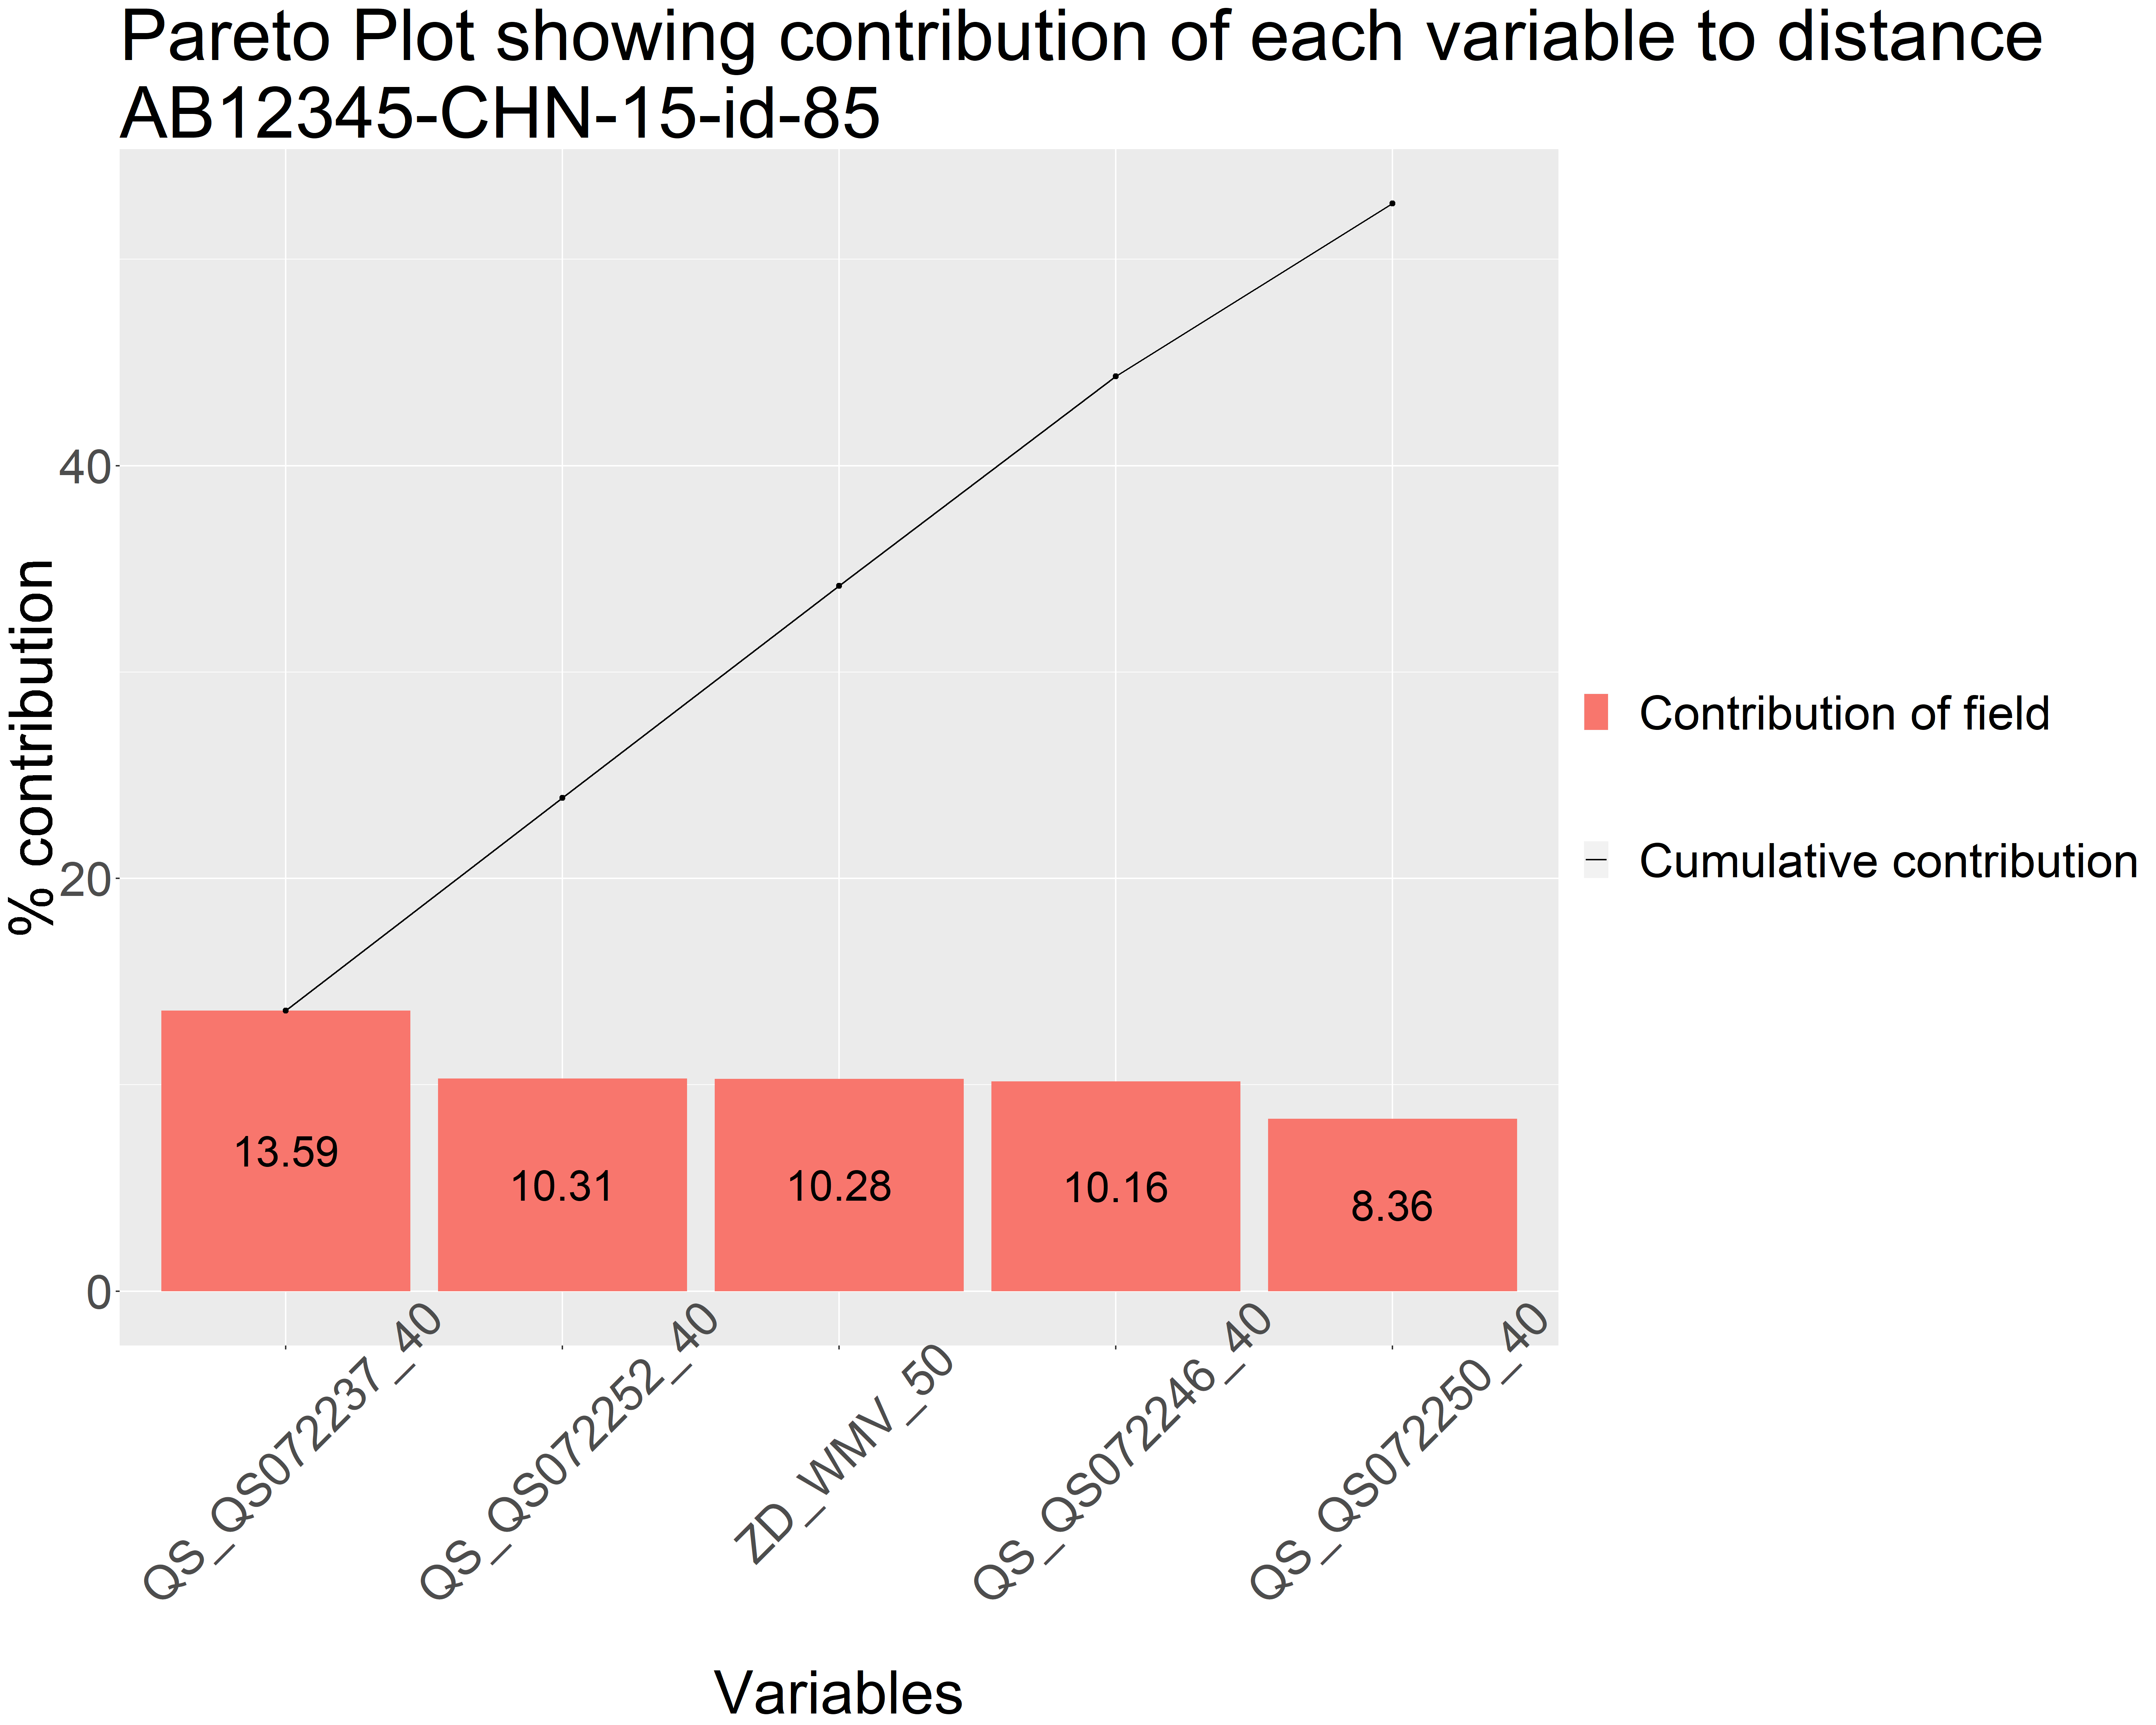 Pareto Plot showing contribution of each variable to distance
AB12345-CHN-15-id-85
% contribution
40
20
0
13.59
10.31
10.28
10.16
8.36
QS_QS072237_40
QS_QS072252_40
ZD_WMV_50
QS_QS072246_40
QS_QS072250_40
Variables
Contribution of field
Cumulative contribution